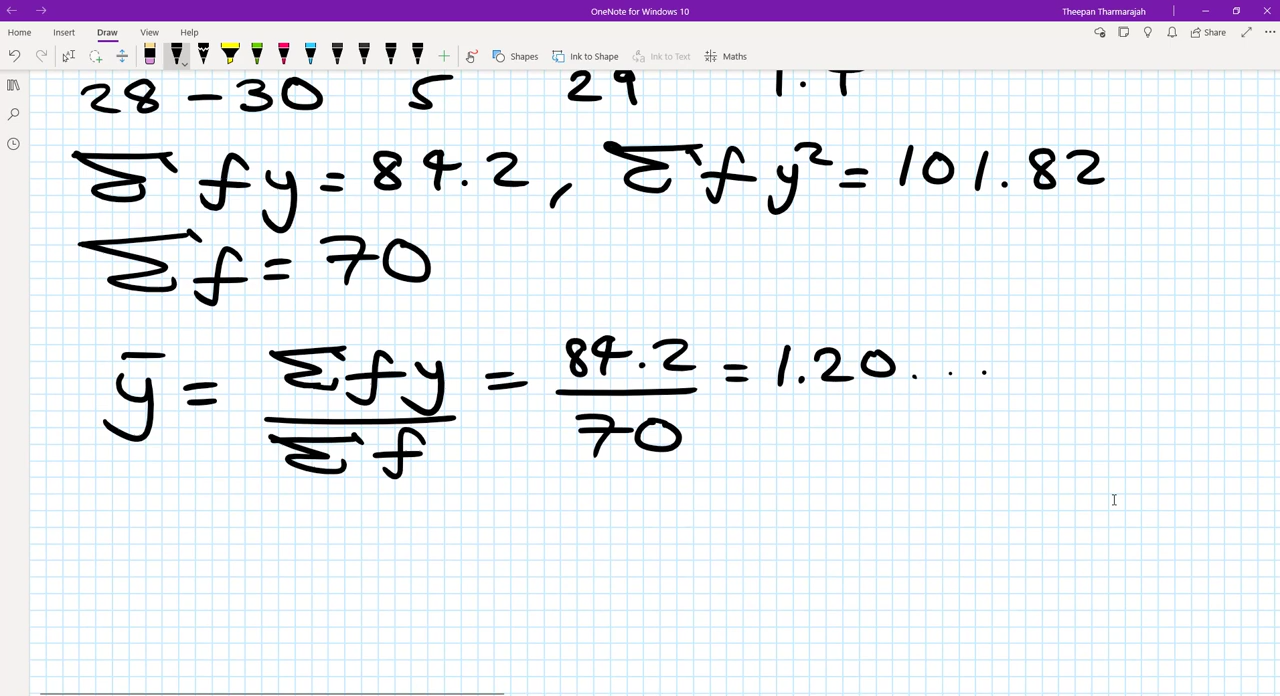 OneNote for Windows 10
Theepan Tharmarajah
Home Insert Draw View Help
Share
Shapes Ink to Shape Ink to Text Maths
28 – 30 5 29 1.4
Σfy = 84.2, Σfy² = 101.82
Σf = 70
ȳ = Σfy / Σf = 84.2 / 70 = 1.20...